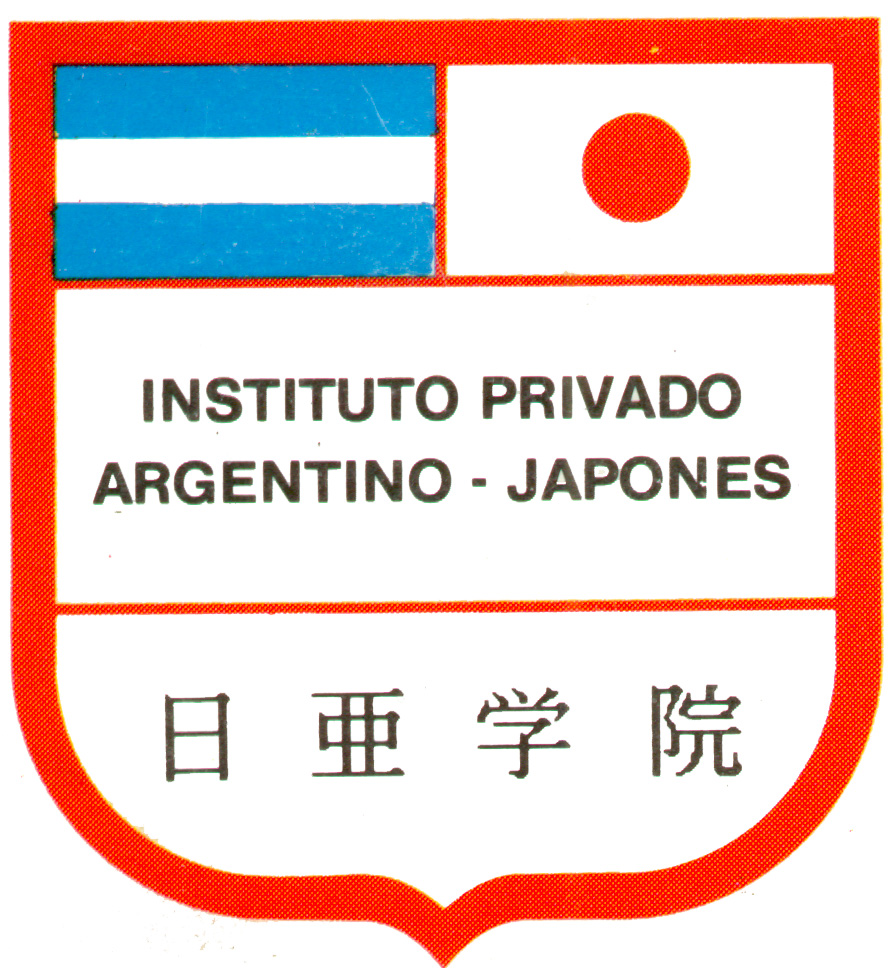 INSTITUTO PRIVADO
ARGENTINO - JAPONES
日亜学院